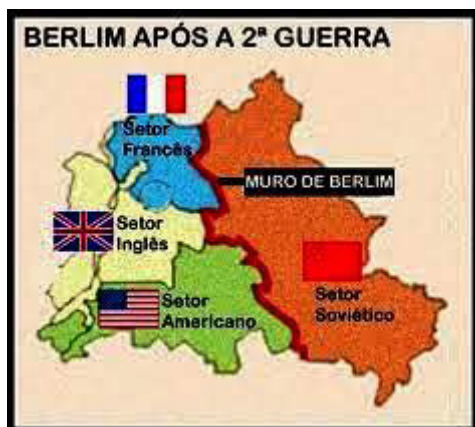 BERLIM APÓS A 2ª GUERRA
Setor
Francês
MURO DE BERLIM
Setor
Inglês
Setor
Americano
Setor
Soviético